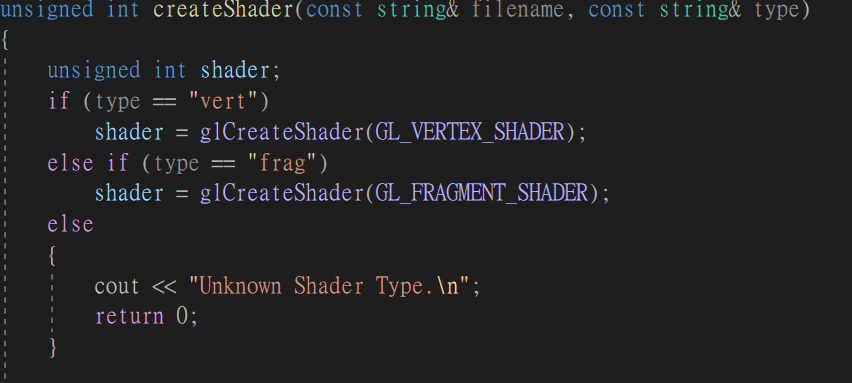 unsigned int createShader(const string& filename, const string& type)
{
unsigned int shader;
if (type == "vert")
shader = glCreateShader(GL_VERTEX_SHADER);
else if (type == "frag")
shader = glCreateShader(GL_FRAGMENT_SHADER);
else
{
cout << "Unknown Shader Type.\n";
return 0;
}